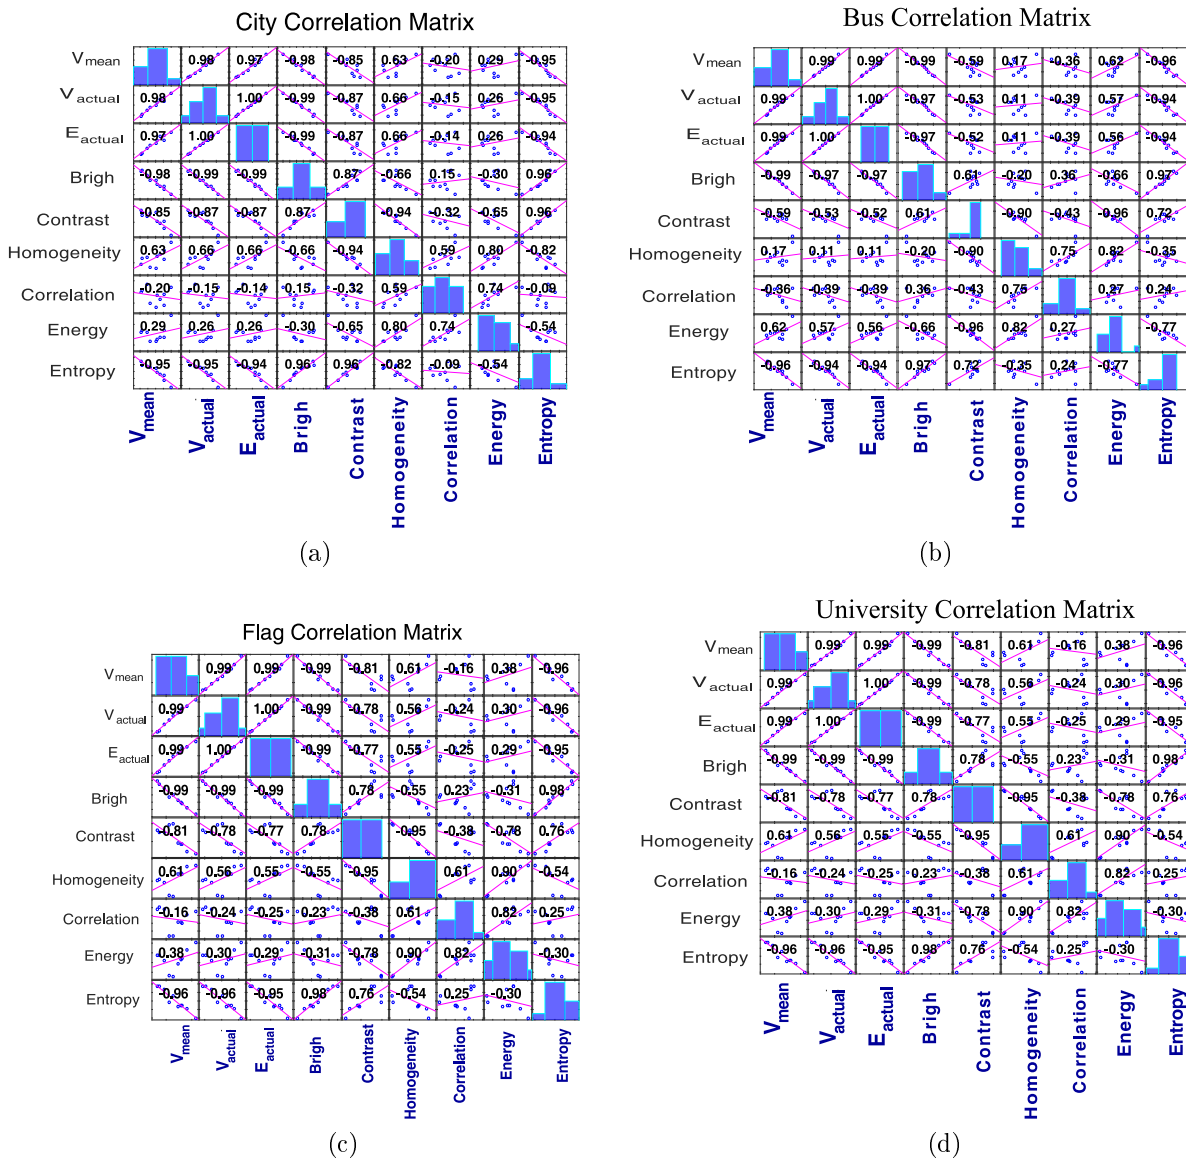 City Correlation Matrix
Vmean 0.98 0.97 -0.98 -0.85 0.63 -0.20 0.29 -0.95
Vactual 0.98 1.00 -0.99 -0.87 0.66 -0.15 0.26 -0.95
Eactual 0.97 1.00 -0.99 -0.87 0.66 -0.14 0.26 -0.94
Brigh -0.98 -0.99 -0.99 0.87 -0.66 0.15 -0.30 0.96
Contrast -0.85 -0.87 -0.87 0.87 -0.94 -0.32 -0.65 0.96
Homogeneity 0.63 0.66 0.66 -0.66 -0.94 0.59 0.80 -0.82
Correlation -0.20 -0.15 -0.14 0.15 -0.32 0.59 0.74 -0.09
Energy 0.29 0.26 0.26 -0.30 -0.65 0.80 0.74 -0.54
Entropy -0.95 -0.95 -0.94 0.96 0.96 -0.82 -0.09 -0.54
Vmean Vactual Eactual Brigh Contrast Homogeneity Correlation Energy Entropy
(a)
Bus Correlation Matrix
Vmean 0.99 0.99 -0.99 -0.59 0.17 -0.36 0.62 -0.96
Vactual 0.99 1.00 -0.97 -0.53 0.11 -0.39 0.57 -0.94
Eactual 0.99 1.00 -0.97 -0.52 0.11 -0.39 0.56 -0.94
Brigh -0.99 -0.97 -0.97 0.61 -0.20 0.36 -0.66 0.97
Contrast -0.59 -0.53 -0.52 0.61 -0.90 -0.43 -0.96 0.72
Homogeneity 0.17 0.11 0.11 -0.20 -0.90 0.75 0.82 -0.35
Correlation -0.36 -0.39 -0.39 0.36 -0.43 0.75 0.27 0.24
Energy 0.62 0.57 0.56 -0.66 -0.96 0.82 0.27 -0.77
Entropy -0.96 -0.94 -0.94 0.97 0.72 -0.35 0.24 -0.77
Vmean Vactual Eactual Brigh Contrast Homogeneity Correlation Energy Entropy
(b)
Flag Correlation Matrix
Vmean 0.99 0.99 -0.99 -0.81 0.61 -0.16 0.38 -0.96
Vactual 0.99 1.00 -0.99 -0.78 0.56 -0.24 0.30 -0.96
Eactual 0.99 1.00 -0.99 -0.77 0.55 -0.25 0.29 -0.95
Brigh -0.99 -0.99 -0.99 0.78 -0.55 0.23 -0.31 0.98
Contrast -0.81 -0.78 -0.77 0.78 -0.95 -0.38 -0.78 0.76
Homogeneity 0.61 0.56 0.55 -0.55 -0.95 0.61 0.90 -0.54
Correlation -0.16 -0.24 -0.25 0.23 -0.38 0.61 0.82 0.25
Energy 0.38 0.30 0.29 -0.31 -0.78 0.90 0.82 -0.30
Entropy -0.96 -0.96 -0.95 0.98 0.76 -0.54 0.25 -0.30
Vmean Vactual Eactual Brigh Contrast Homogeneity Correlation Energy Entropy
(c)
University Correlation Matrix
Vmean 0.99 0.99 -0.99 -0.81 0.61 -0.16 0.38 -0.96
Vactual 0.99 1.00 -0.99 -0.78 0.56 -0.24 0.30 -0.96
Eactual 0.99 1.00 -0.99 -0.77 0.55 -0.25 0.29 -0.95
Brigh -0.99 -0.99 -0.99 0.78 -0.55 0.23 -0.31 0.98
Contrast -0.81 -0.78 -0.77 0.78 -0.95 -0.38 -0.78 0.76
Homogeneity 0.61 0.56 0.55 -0.55 -0.95 0.61 0.90 -0.54
Correlation -0.16 -0.24 -0.25 0.23 -0.38 0.61 0.82 0.25
Energy 0.38 0.30 0.29 -0.31 -0.78 0.90 0.82 -0.30
Entropy -0.96 -0.96 -0.95 0.98 0.76 -0.54 0.25 -0.30
Vmean Vactual Eactual Brigh Contrast Homogeneity Correlation Energy Entropy
(d)